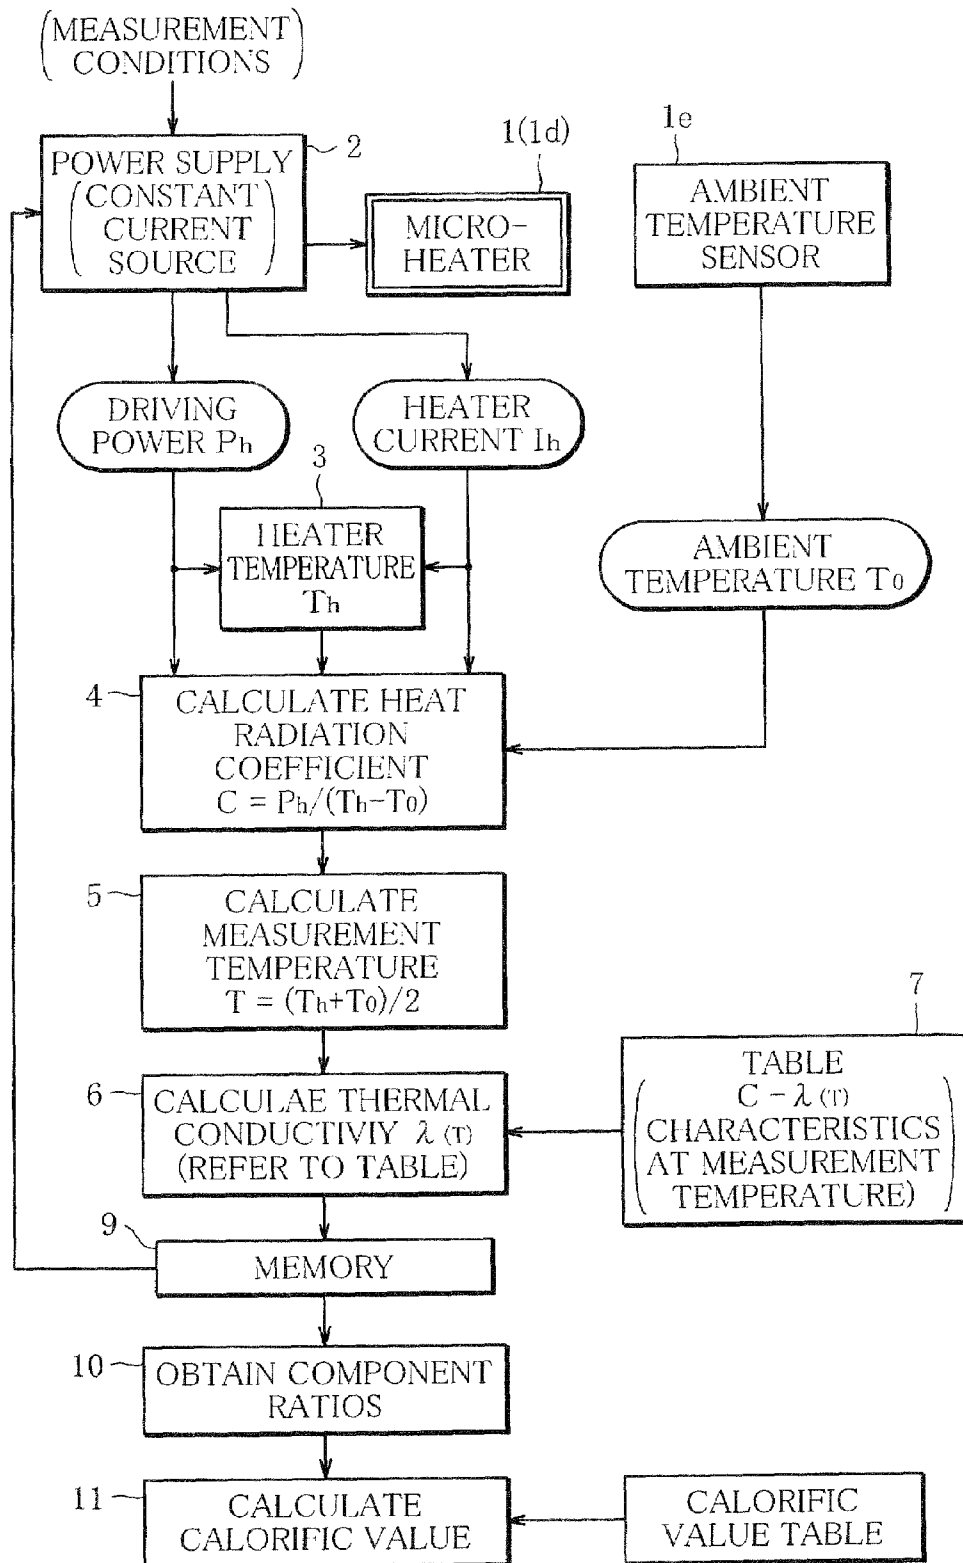 (MEASUREMENT
CONDITIONS)
2
POWER SUPPLY
(CONSTANT
CURRENT
SOURCE)
1(1d)
MICRO-
HEATER
1e
AMBIENT
TEMPERATURE
SENSOR
DRIVING
POWER Ph
HEATER
CURRENT Ih
3
HEATER
TEMPERATURE
Th
AMBIENT
TEMPERATURE T0
4
CALCULATE HEAT
RADIATION
COEFFICIENT
C = Ph/(Th-T0)
5
CALCULATE
MEASUREMENT
TEMPERATURE
T = (Th+T0)/2
6
CALCULAE THERMAL
CONDUCTIVIY λ (T)
(REFER TO TABLE)
7
TABLE
(C - λ (T)
CHARACTERISTICS
AT MEASUREMENT
TEMPERATURE)
9
MEMORY
10
OBTAIN COMPONENT
RATIOS
11
CALCULATE
CALORIFIC VALUE
CALORIFIC
VALUE TABLE